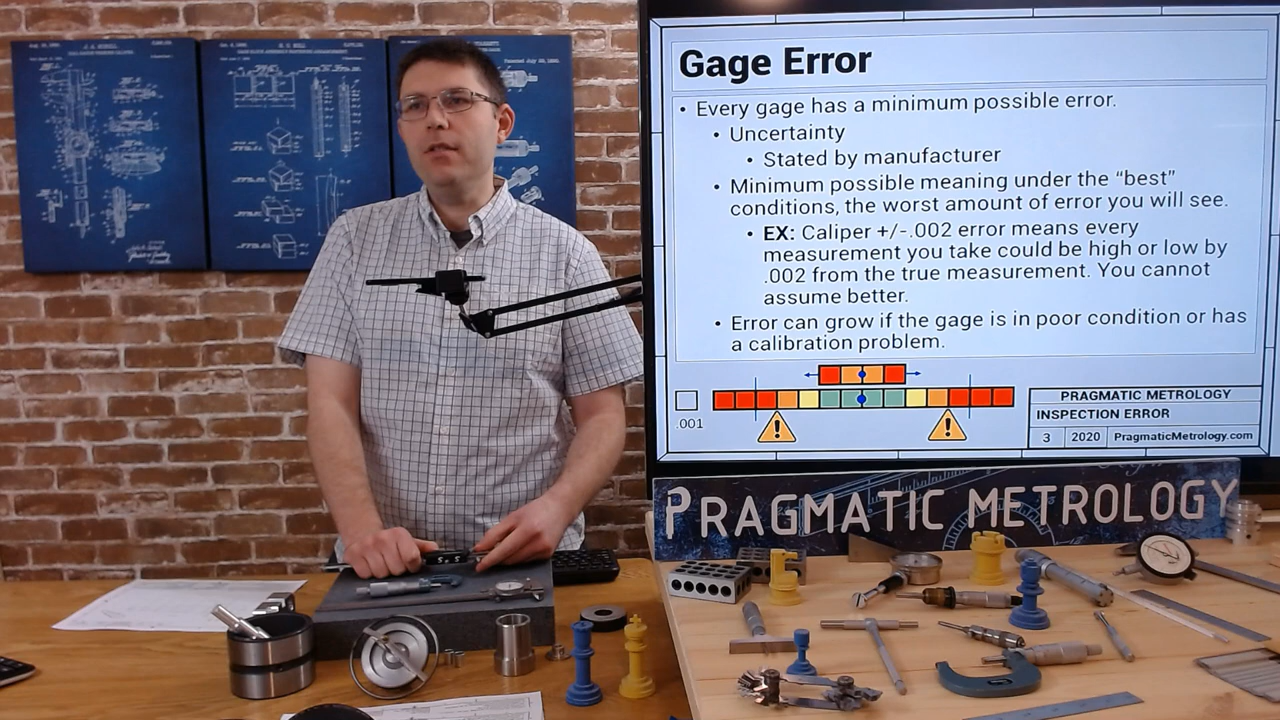 Gage Error
• Every gage has a minimum possible error.
• Uncertainty
• Stated by manufacturer
• Minimum possible meaning under the “best”
conditions, the worst amount of error you will see.
• EX: Caliper +/-.002 error means every
measurement you take could be high or low by
.002 from the true measurement. You cannot
assume better.
• Error can grow if the gage is in poor condition or has
a calibration problem.
.001
PRAGMATIC METROLOGY
INSPECTION ERROR
3 2020 PragmaticMetrology.com
PRAGMATIC METROLOGY